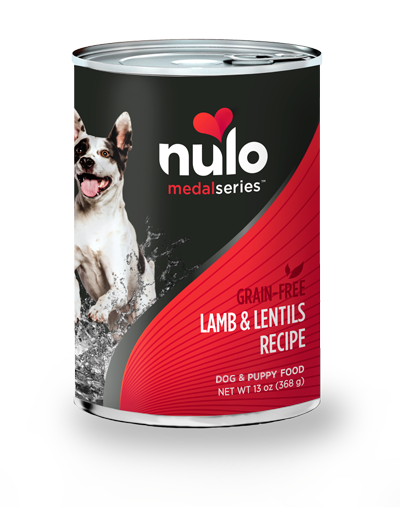 nulo
medalseries™
GRAIN-FREE
LAMB & LENTILS
RECIPE
DOG & PUPPY FOOD
NET WT 13 oz (368 g)